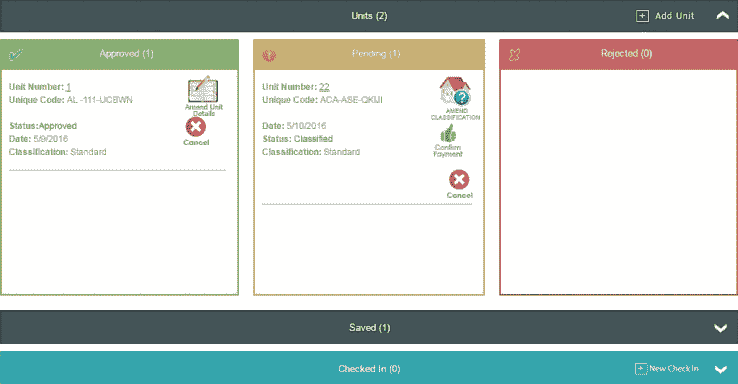 Units (2)
Add Unit
Approved (1)
Unit Number: 1
Unique Code: AL -111-UCBWN
Amend Unit
Details
Status:Approved
Date: 5/9/2016
Cancel
Classification: Standard
Pending (1)
Unit Number: 22
Unique Code: ACA-ASE-QKIJI
AMEND
CLASSIFICATION
Date: 5/10/2016
Status: Classified
Classification: Standard
Confirm
Payment
Cancel
Rejected (0)
Saved (1)
Checked In (0)
New Check In